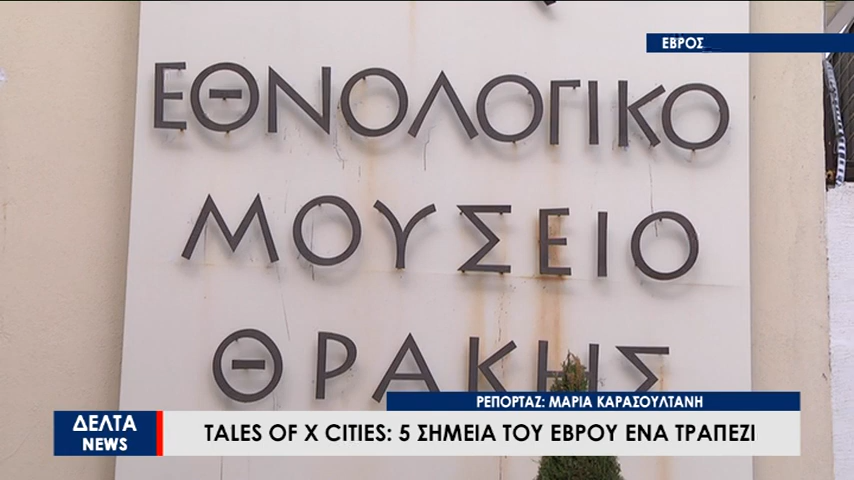 ΕΒΡΟΣ
ΕΘΝΟΛΟΓΙΚΟ
ΜΟΥΣΕΙΟ
ΘΡΑΚΗΣ
ΡΕΠΟΡΤΑΖ: ΜΑΡΙΑ ΚΑΡΑΣΟΥΛΤΑΝΗ
ΔΕΛΤΑ
NEWS
TALES OF X CITIES: 5 ΣΗΜΕΙΑ ΤΟΥ ΕΒΡΟΥ ΕΝΑ ΤΡΑΠΕΖΙ